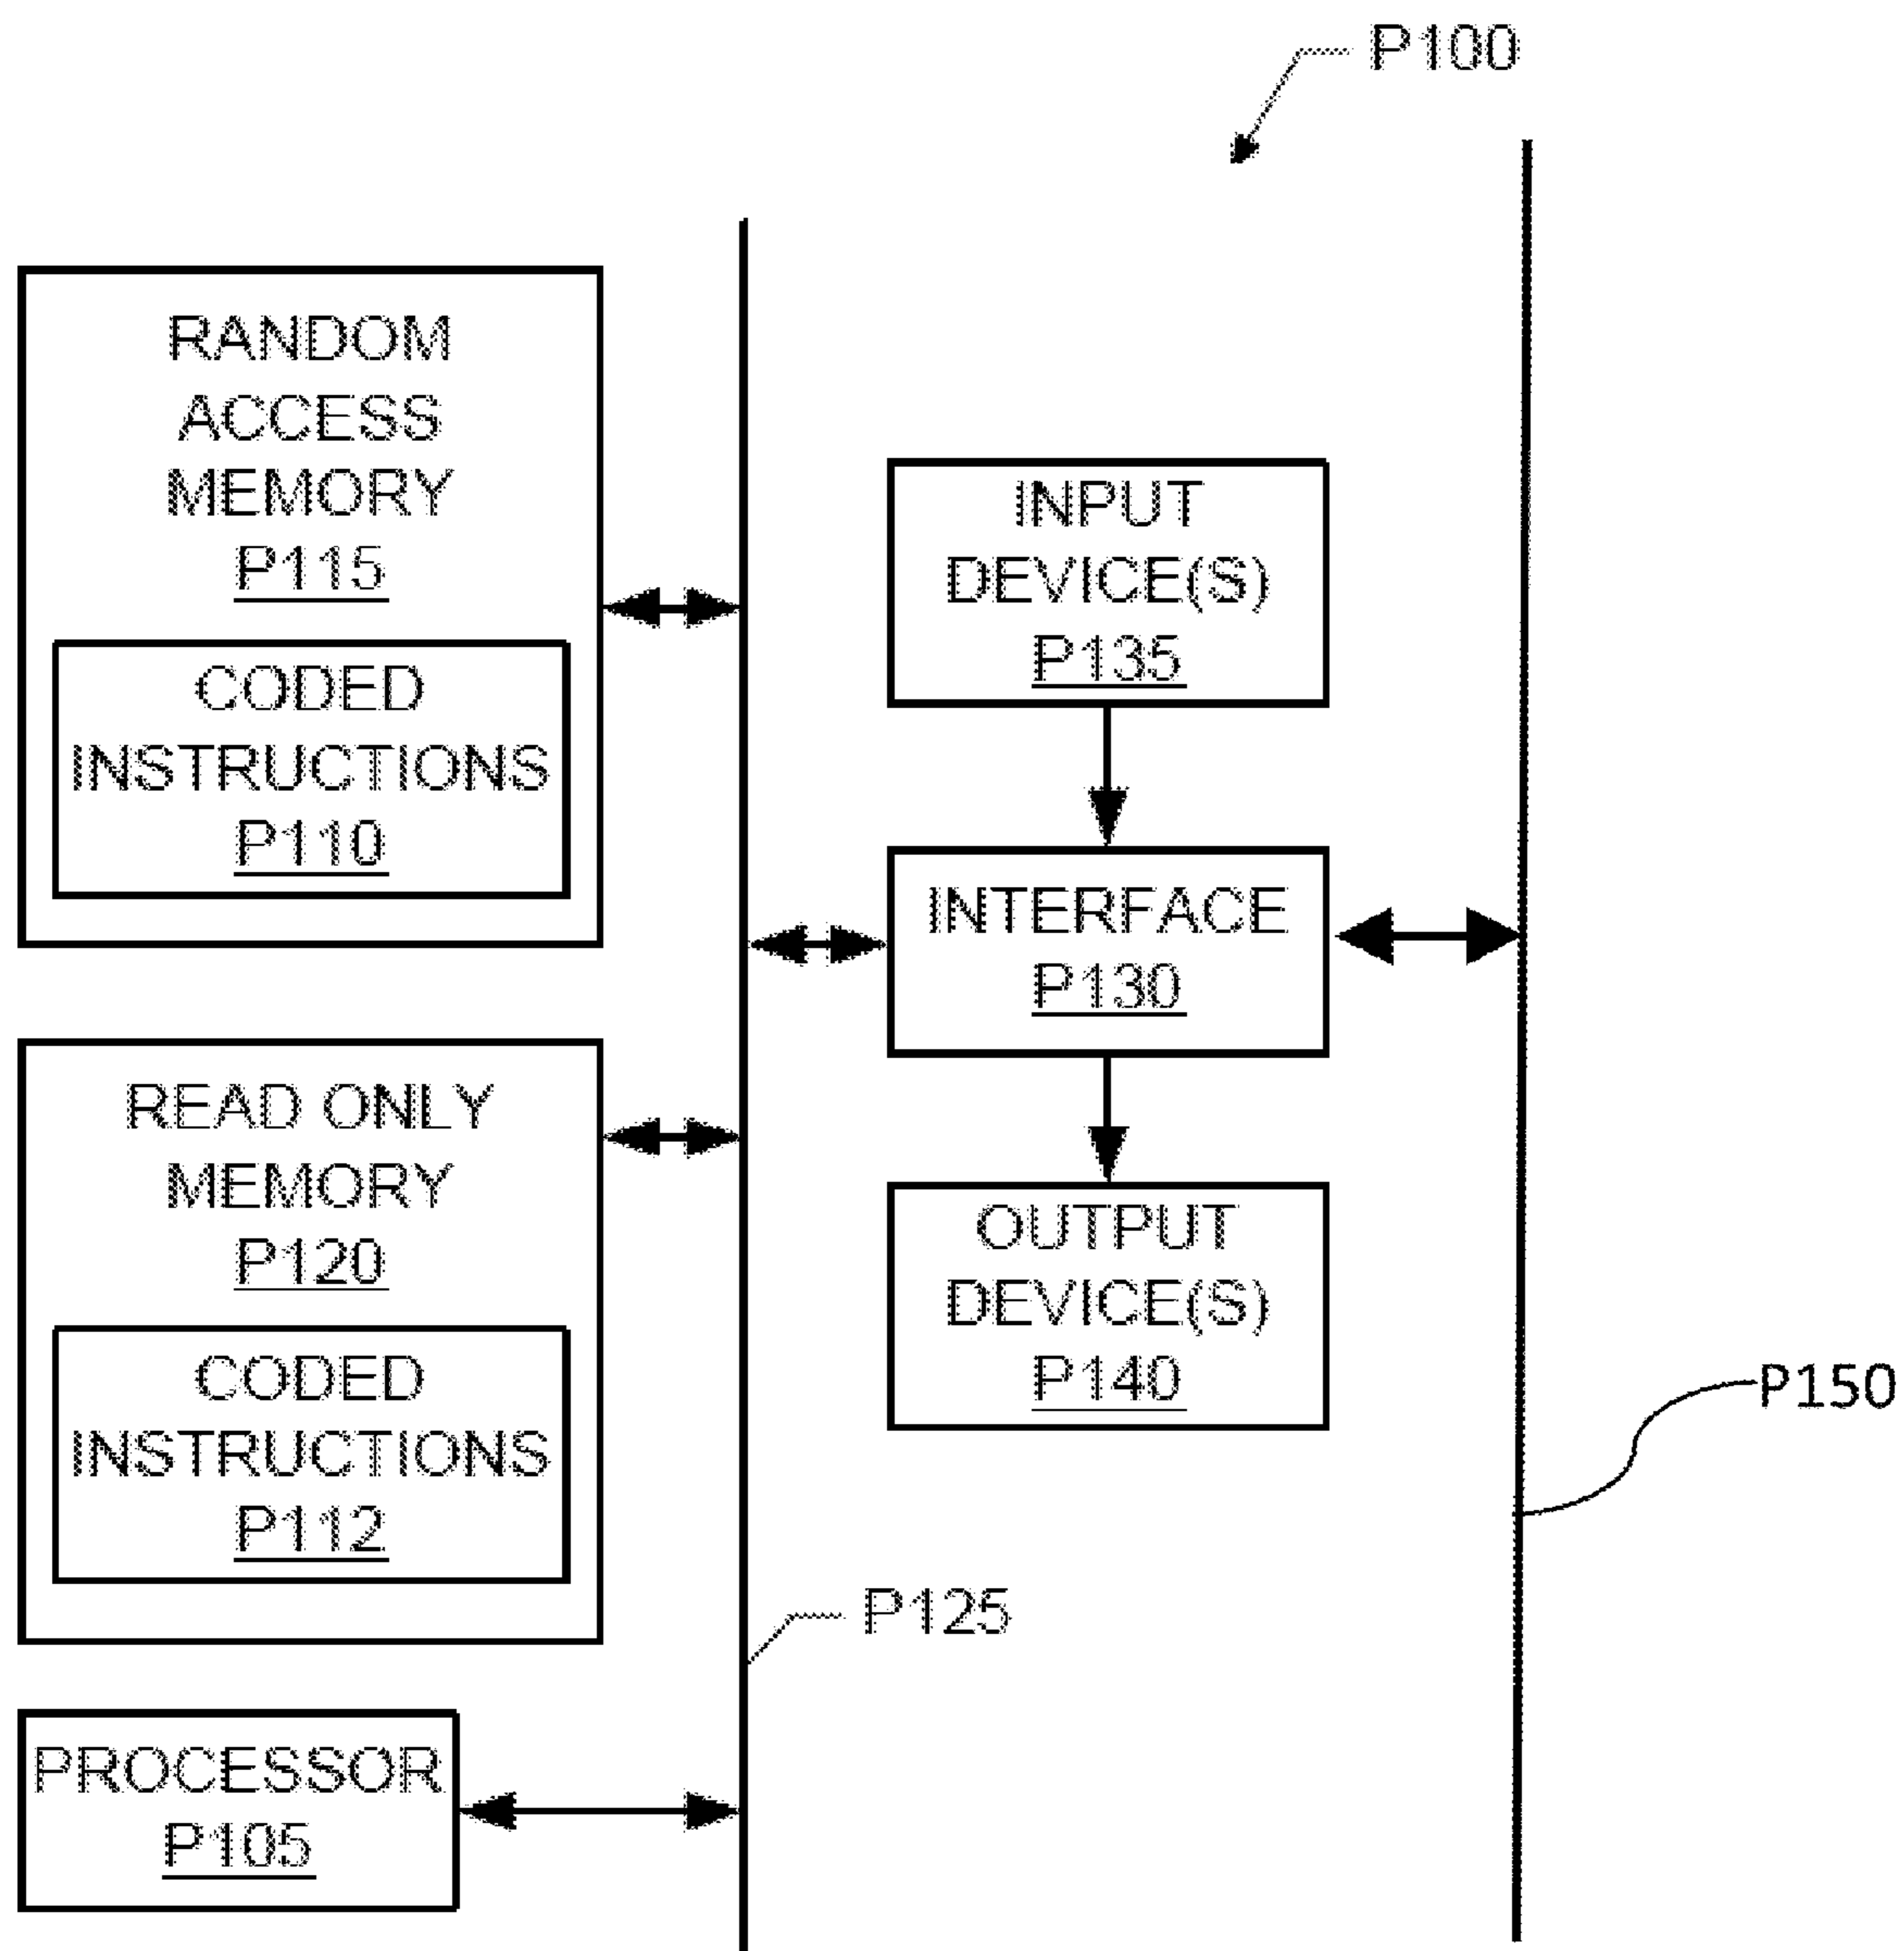 P100
RANDOM
ACCESS
MEMORY
P115
CODED
INSTRUCTIONS
P110
READ ONLY
MEMORY
P120
CODED
INSTRUCTIONS
P112
PROCESSOR
P105
P125
INPUT
DEVICE(S)
P135
INTERFACE
P130
OUTPUT
DEVICE(S)
P140
P150